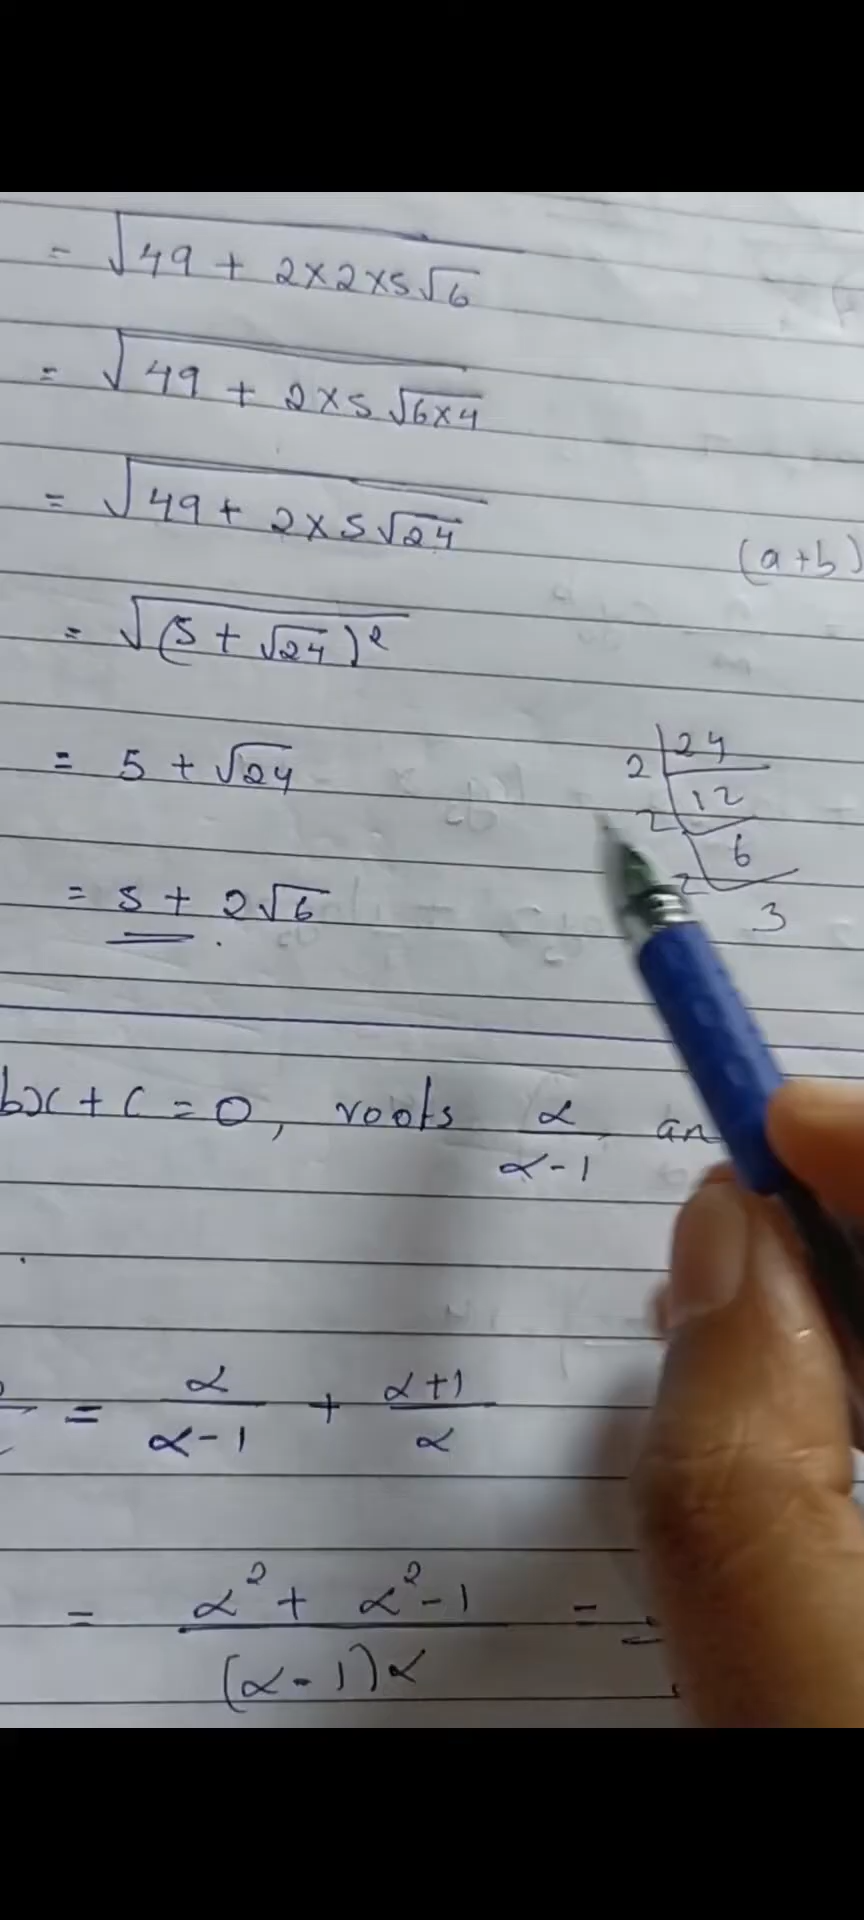 = √49 + 2×2×5√6
= √49 + 2×5√6×4
= √49 + 2×5√24
(a+b)
= √(5 + √24)²
= 5 + √24
2 24
2 12
2 6
3
= 5 + 2√6
bx + c = 0, roots α/α-1 an
= α/α-1 + α+1/α
= α² + α²-1/(α-1)α =